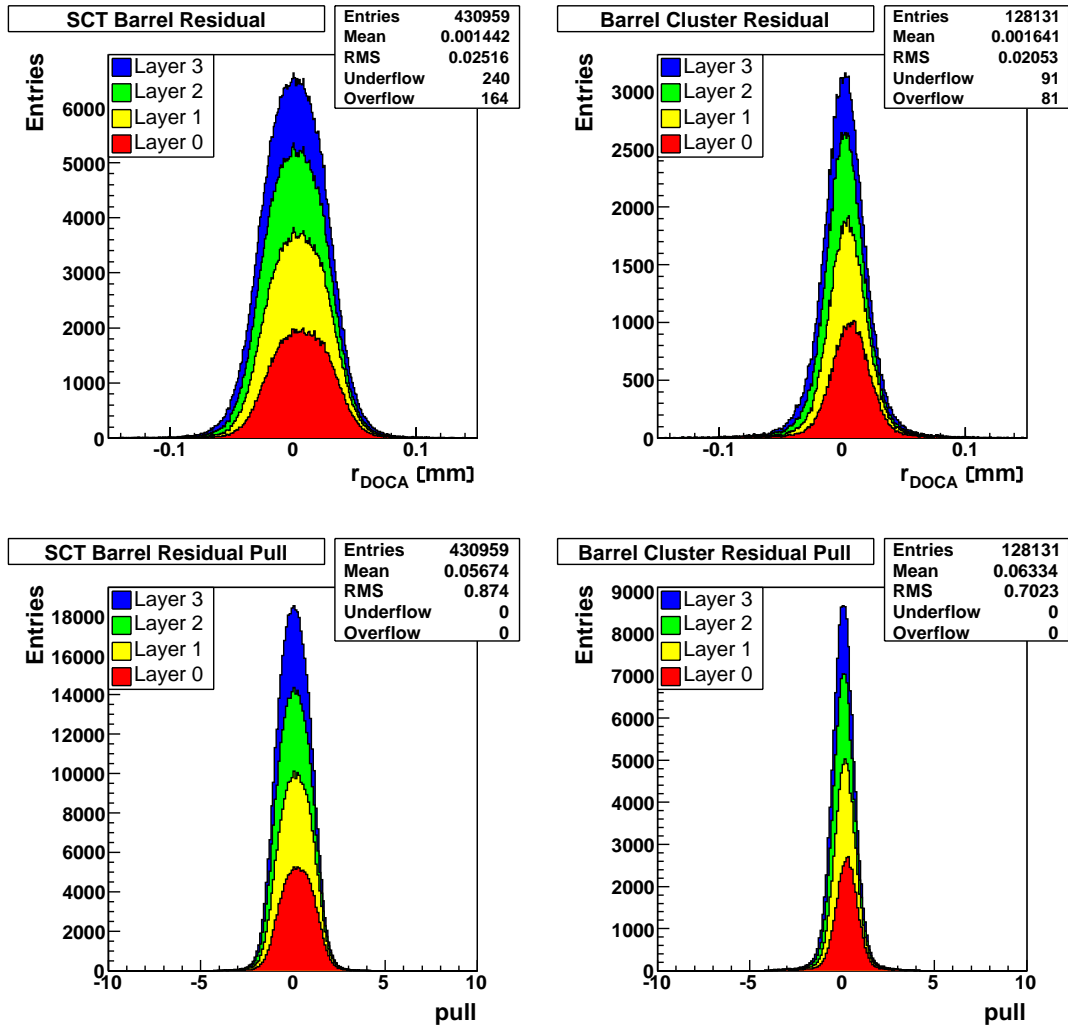 SCT Barrel Residual
Entries 430959
Mean 0.001442
RMS 0.02516
Underflow 240
Overflow 164
Layer 3
Layer 2
Layer 1
Layer 0
Entries
6000
5000
4000
3000
2000
1000
0
-0.1 0 0.1
r_DOCA [mm]
Barrel Cluster Residual
Entries 128131
Mean 0.001641
RMS 0.02053
Underflow 91
Overflow 81
Layer 3
Layer 2
Layer 1
Layer 0
Entries
3000
2500
2000
1500
1000
500
0
-0.1 0 0.1
r_DOCA [mm]
SCT Barrel Residual Pull
Entries 430959
Mean 0.05674
RMS 0.874
Underflow 0
Overflow 0
Layer 3
Layer 2
Layer 1
Layer 0
Entries
18000
16000
14000
12000
10000
8000
6000
4000
2000
0
-10 -5 0 5 10
pull
Barrel Cluster Residual Pull
Entries 128131
Mean 0.06334
RMS 0.7023
Underflow 0
Overflow 0
Layer 3
Layer 2
Layer 1
Layer 0
Entries
9000
8000
7000
6000
5000
4000
3000
2000
1000
0
-10 -5 0 5 10
pull